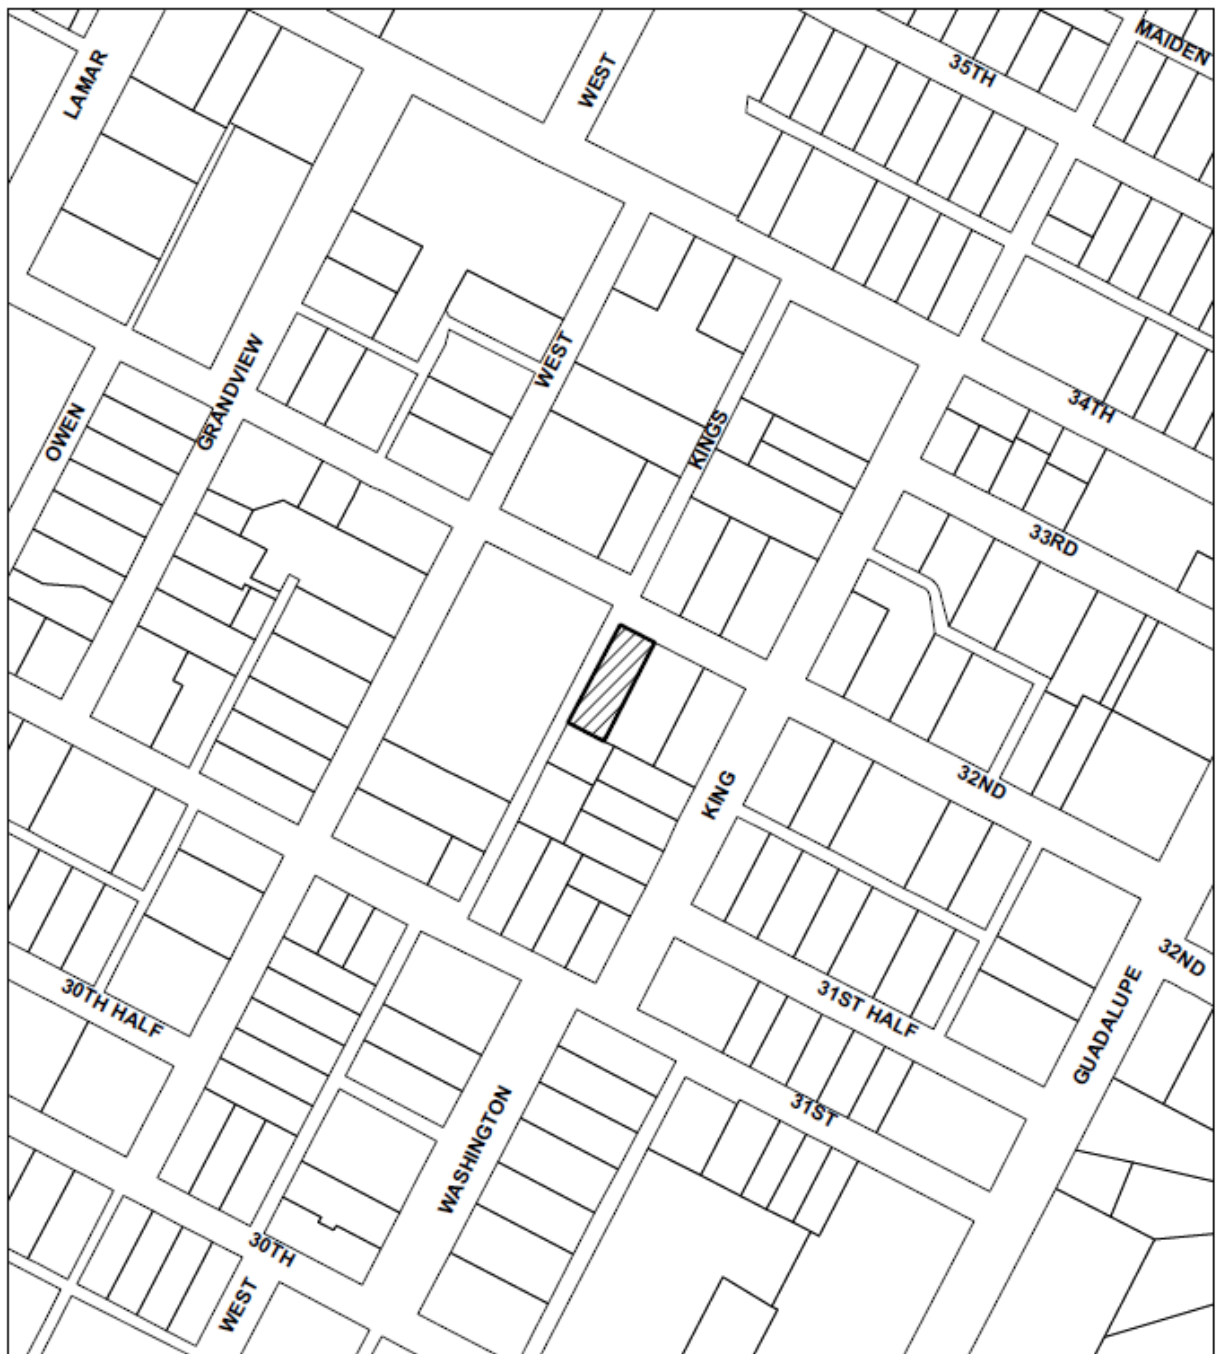 MAIDEN
35TH
LAMAR
WEST
34TH
WEST
GRANDVIEW
KINGS
OWEN
33RD
32ND
KING
32ND
31ST HALF
30TH HALF
GUADALUPE
31ST
WASHINGTON
30TH
WEST